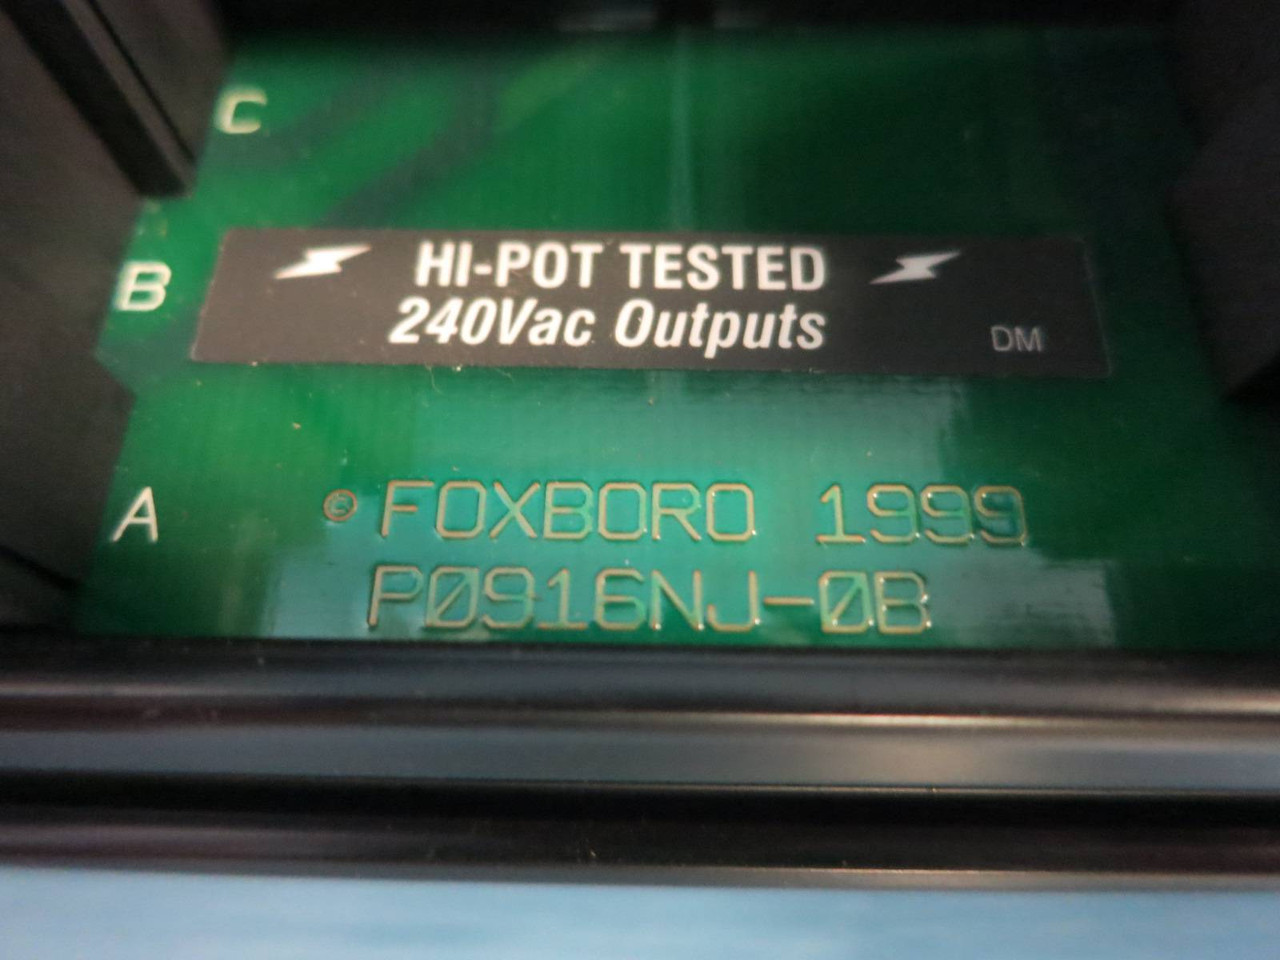 C
HI-POT TESTED
B
240Vac Outputs
DM
A
© FOXBORO 1999
P0916NJ-0B